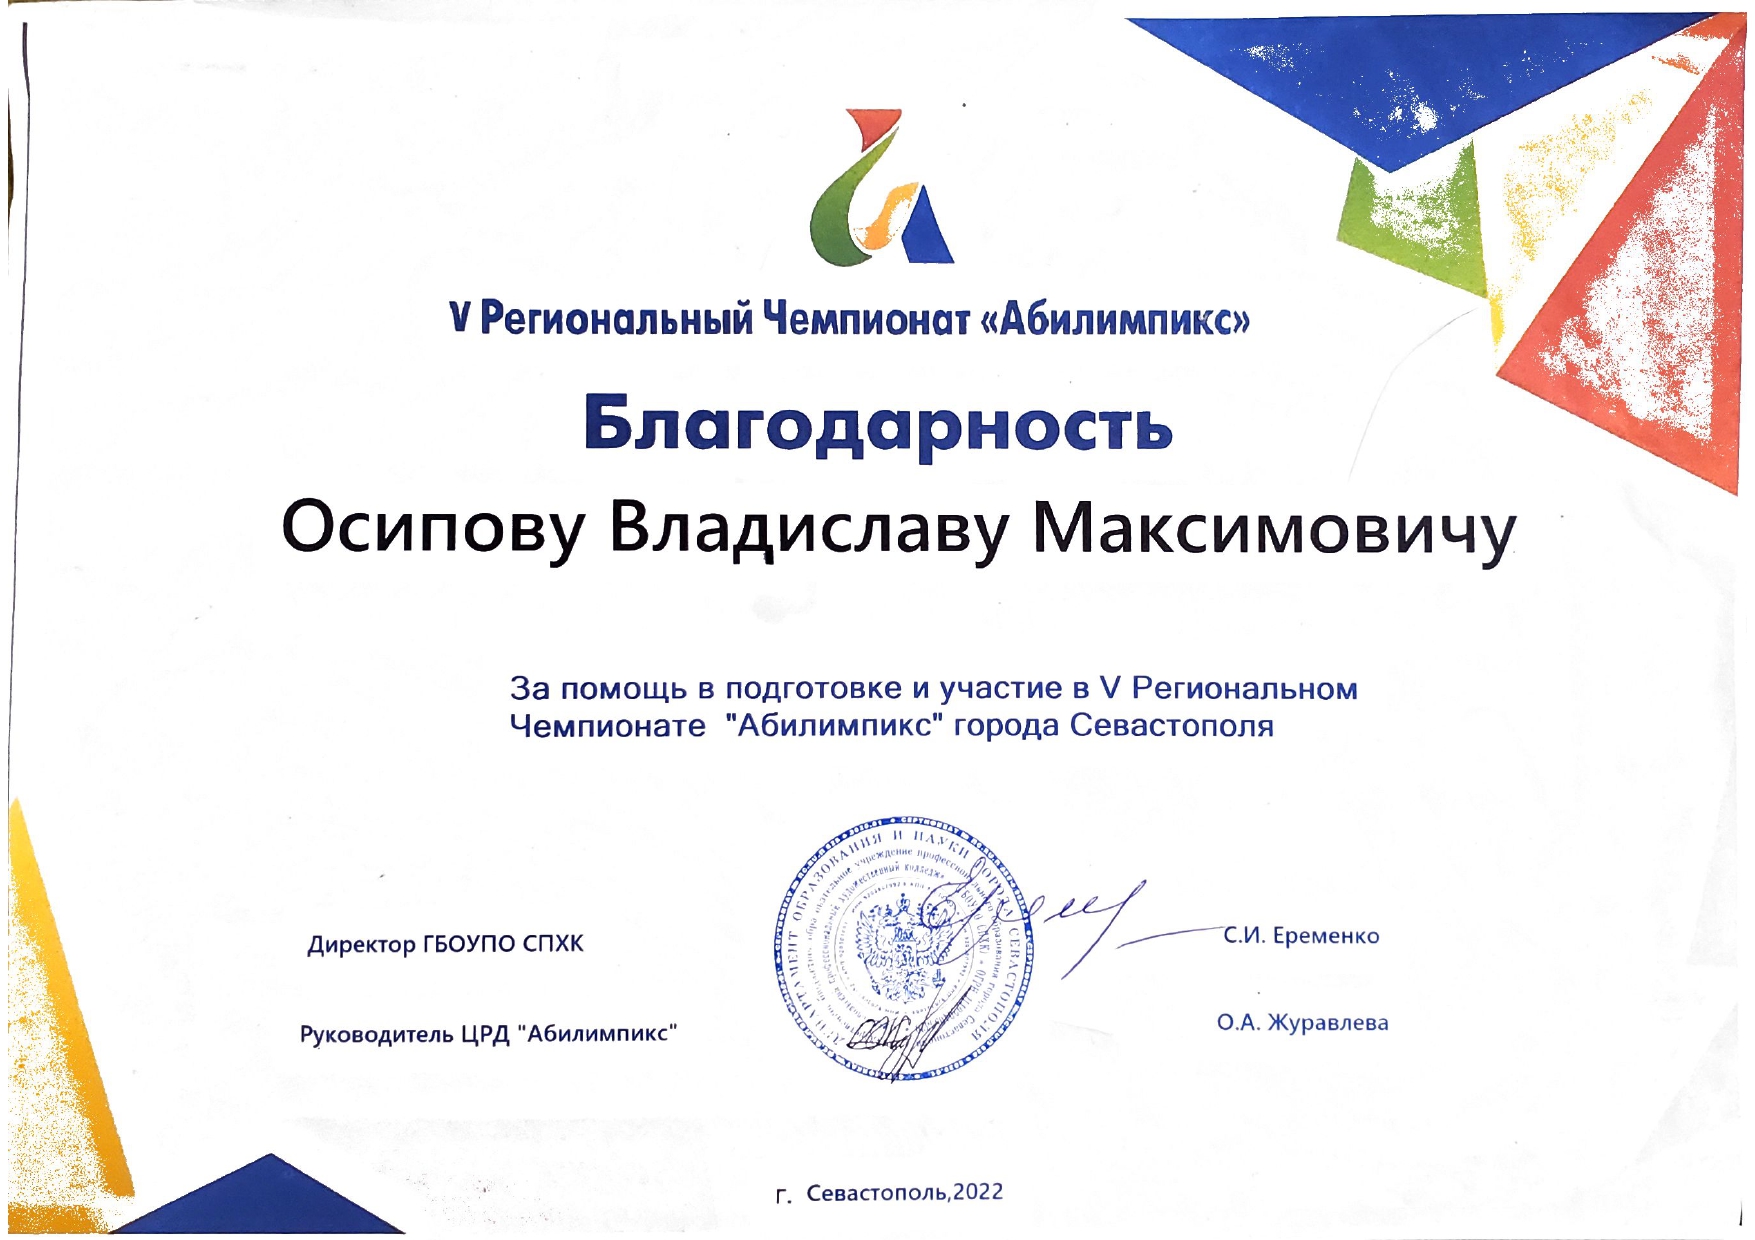 V Региональный Чемпионат «Абилимпикс»
Благодарность
Осипову Владиславу Максимовичу
За помощь в подготовке и участие в V Региональном
Чемпионате "Абилимпикс" города Севастополя
ДЕПАРТАМЕНТ ОБРАЗОВАНИЯ И НАУКИ ГОРОДА СЕВАСТОПОЛЯ
Директор ГБОУПО СПХК
С.И. Еременко
Руководитель ЦРД "Абилимпикс"
О.А. Журавлева
г. Севастополь,2022